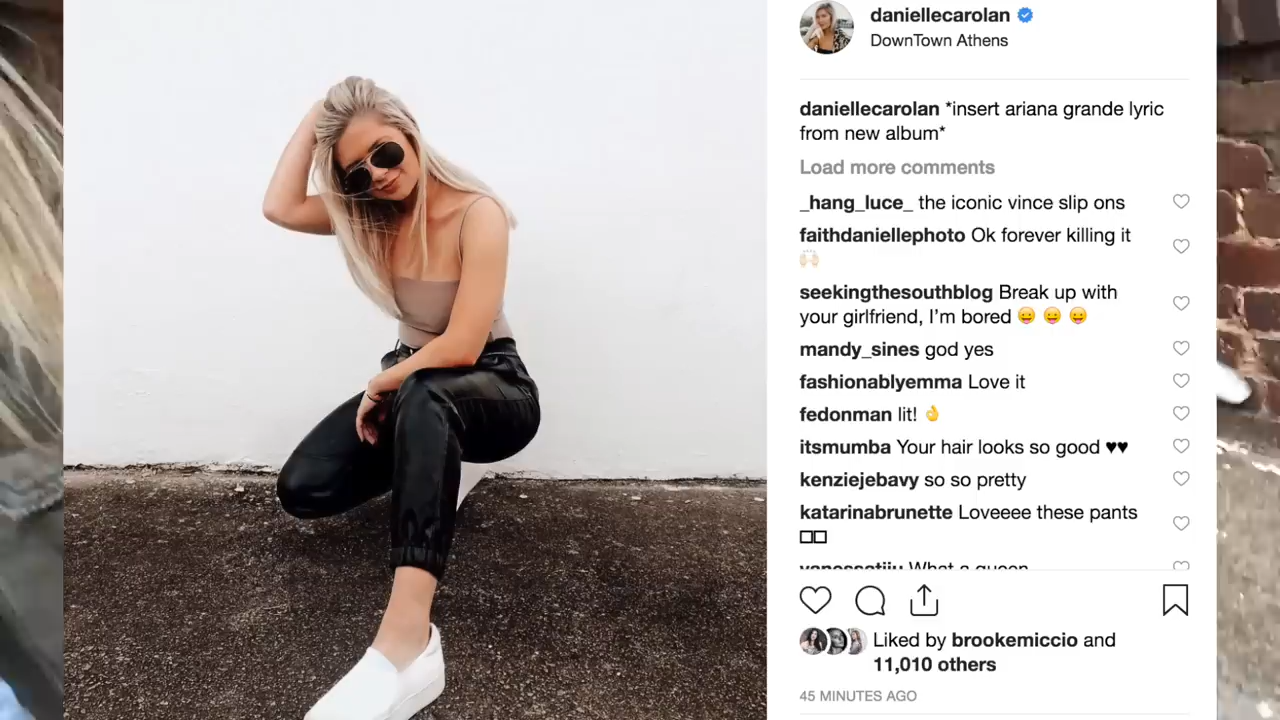 daniellecarolan
DownTown Athens
daniellecarolan *insert ariana grande lyric
from new album*
Load more comments
_hang_luce_ the iconic vince slip ons
faithdaniellephoto Ok forever killing it
🙌🏻
seekingthesouthblog Break up with
your girlfriend, I’m bored 😛 😛 😛
mandy_sines god yes
fashionablyemma Love it
fedonman lit! 👌
itsmumba Your hair looks so good ♥♥
kenziejebavy so so pretty
katarinabrunette Loveeee these pants
What a queen
Liked by brookemiccio and
11,010 others
45 MINUTES AGO